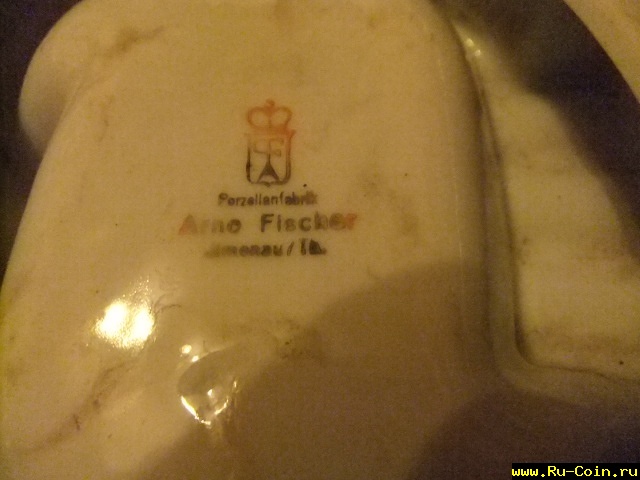 Porzellanfabrik
Arno Fischer
Ilmenau/Th.
www.Ru-Coin.ru